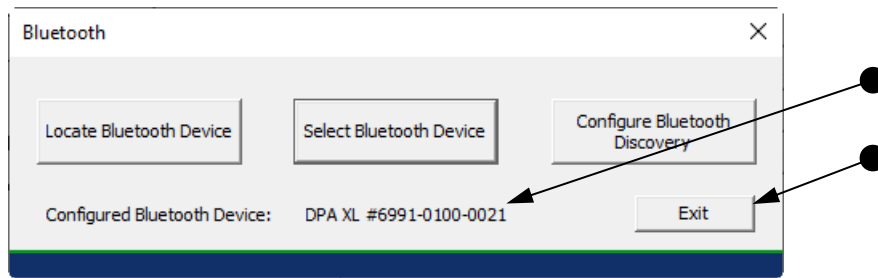 Bluetooth
Locate Bluetooth Device
Select Bluetooth Device
Configure Bluetooth
Discovery
Configured Bluetooth Device:
DPA XL #6991-0100-0021
Exit